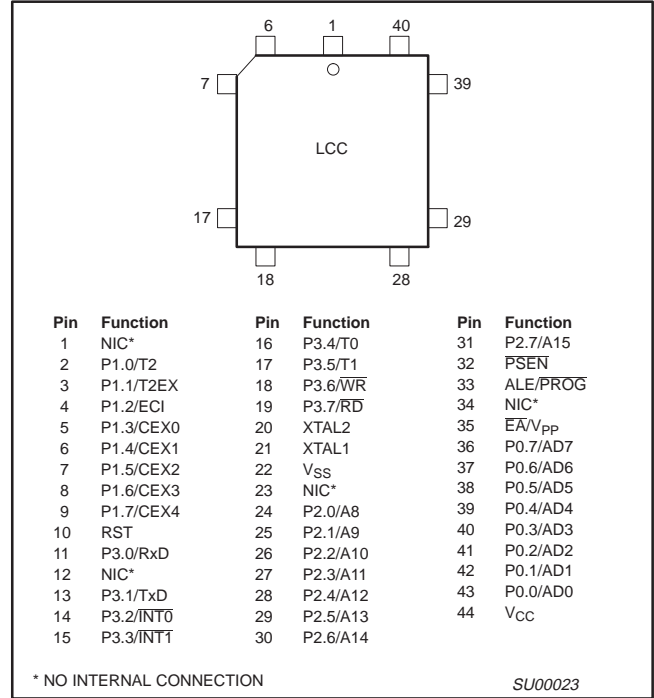 6 1 40
7 39
LCC
17 29
18 28
Pin Function Pin Function Pin Function
1 NIC* 16 P3.4/T0 31 P2.7/A15
2 P1.0/T2 17 P3.5/T1 32 P̅S̅E̅N̅
3 P1.1/T2EX 18 P3.6/W̅R̅ 33 ALE/P̅R̅O̅G̅
4 P1.2/ECI 19 P3.7/R̅D̅ 34 NIC*
5 P1.3/CEX0 20 XTAL2 35 E̅A̅/VPP
6 P1.4/CEX1 21 XTAL1 36 P0.7/AD7
7 P1.5/CEX2 22 VSS 37 P0.6/AD6
8 P1.6/CEX3 23 NIC* 38 P0.5/AD5
9 P1.7/CEX4 24 P2.0/A8 39 P0.4/AD4
10 RST 25 P2.1/A9 40 P0.3/AD3
11 P3.0/RxD 26 P2.2/A10 41 P0.2/AD2
12 NIC* 27 P2.3/A11 42 P0.1/AD1
13 P3.1/TxD 28 P2.4/A12 43 P0.0/AD0
14 P3.2/I̅N̅T̅0̅ 29 P2.5/A13 44 VCC
15 P3.3/I̅N̅T̅1̅ 30 P2.6/A14
* NO INTERNAL CONNECTION SU00023